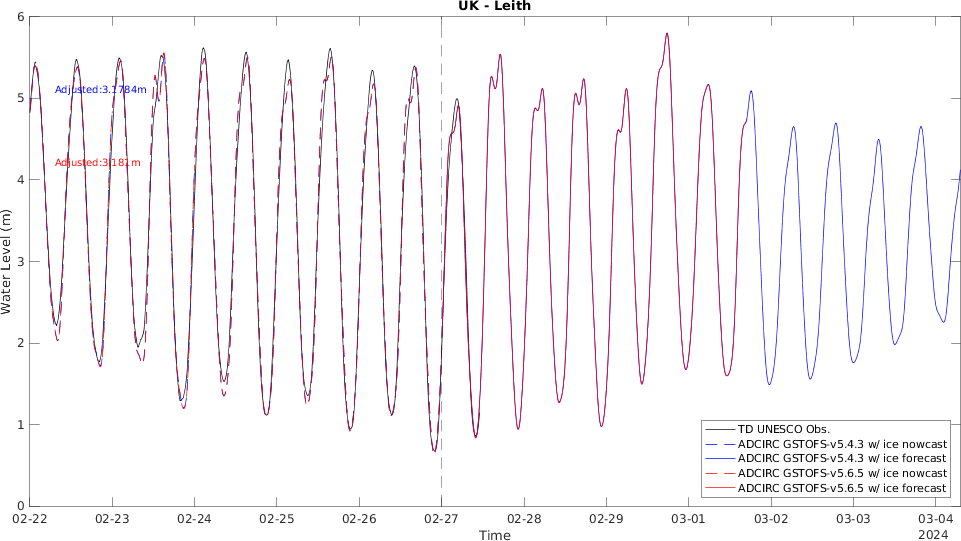 UK - Leith
6
5
4
3
2
1
0
Water Level (m)
Adjusted:3.1784m
Adjusted:3.181m
TD UNESCO Obs.
ADCIRC GSTOFS-v5.4.3 w/ ice nowcast
ADCIRC GSTOFS-v5.4.3 w/ ice forecast
ADCIRC GSTOFS-v5.6.5 w/ ice nowcast
ADCIRC GSTOFS-v5.6.5 w/ ice forecast
02-22 02-23 02-24 02-25 02-26 02-27 02-28 02-29 03-01 03-02 03-03 03-04
Time 2024